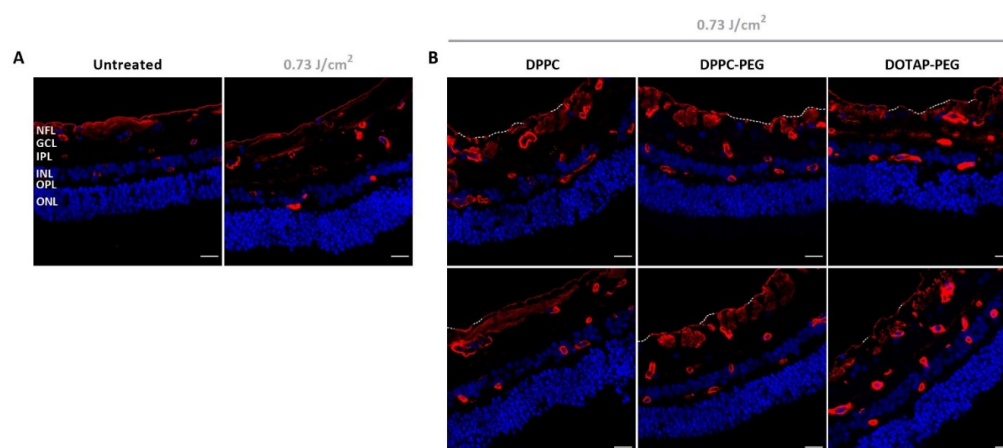 0.73 J/cm²
A
Untreated
0.73 J/cm²
B
DPPC
DPPC-PEG
DOTAP-PEG
NFL
GCL
IPL
INL
OPL
ONL